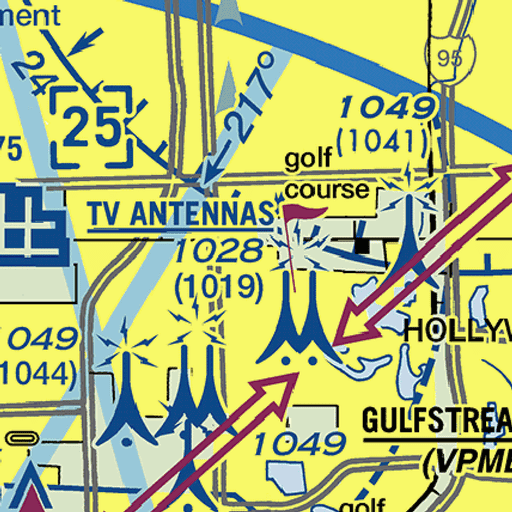 ment
24
95
217°
1049
(1041)
25
75
golf
course
TV ANTENNAS
1028
(1019)
049
1044)
HOLLYW
GULFSTREA
1049
(VPME
golf